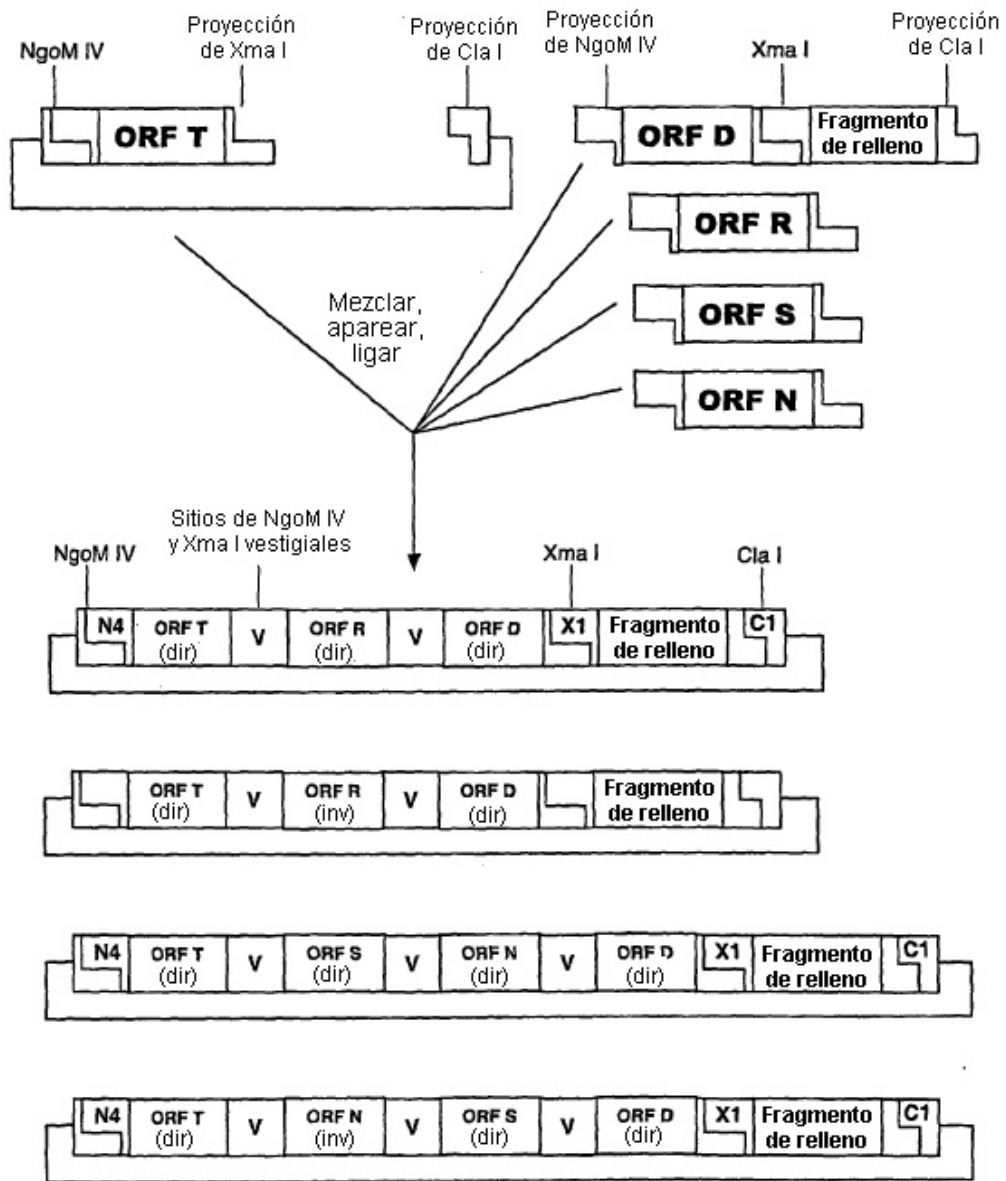 NgoM IV
Proyección
de Xma I
Proyección
de Cla I
Proyección
de NgoM IV
Xma I
Proyección
de Cla I
ORF T
ORF D
Fragmento
de relleno
ORF R
ORF S
ORF N
Mezclar,
aparear,
ligar
Sitios de NgoM IV
y Xma I vestigiales
NgoM IV
Xma I
Cla I
N4 ORF T V ORF R V ORF D X1 Fragmento C1
(dir) (dir) (dir) de relleno
ORF T V ORF R V ORF D Fragmento
(dir) (inv) (dir) de relleno
N4 ORF T V ORF S V ORF N V ORF D X1 Fragmento C1
(dir) (dir) (dir) (dir) de relleno
N4 ORF T V ORF N V ORF S V ORF D X1 Fragmento C1
(dir) (inv) (dir) (dir) de relleno